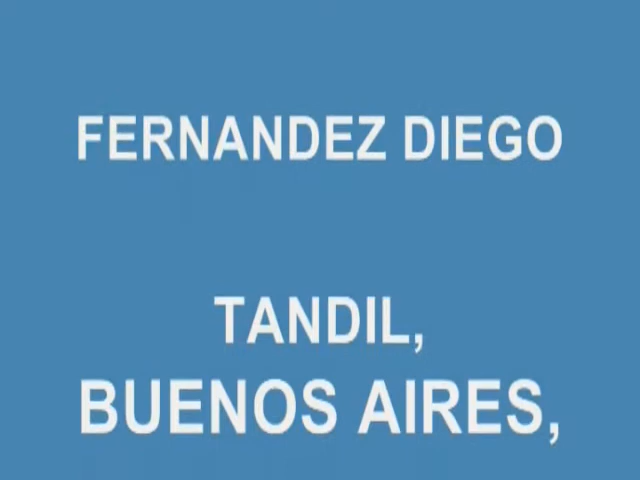 FERNANDEZ DIEGO
TANDIL,
BUENOS AIRES,